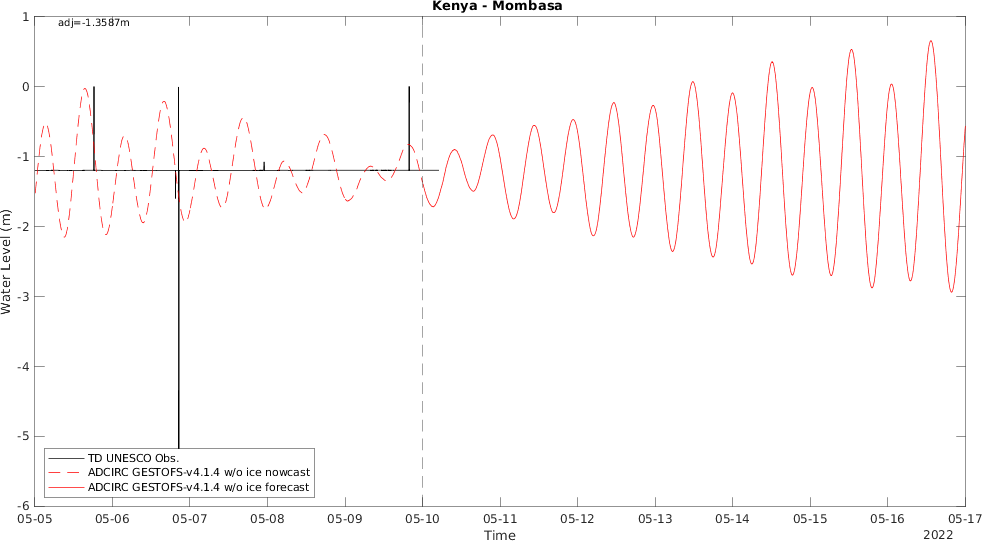 Kenya - Mombasa
adj=-1.3587m
Water Level (m)
1
0
-1
-2
-3
-4
-5
-6
TD UNESCO Obs.
ADCIRC GESTOFS-v4.1.4 w/o ice nowcast
ADCIRC GESTOFS-v4.1.4 w/o ice forecast
05-05 05-06 05-07 05-08 05-09 05-10 05-11 05-12 05-13 05-14 05-15 05-16 05-17
Time
2022